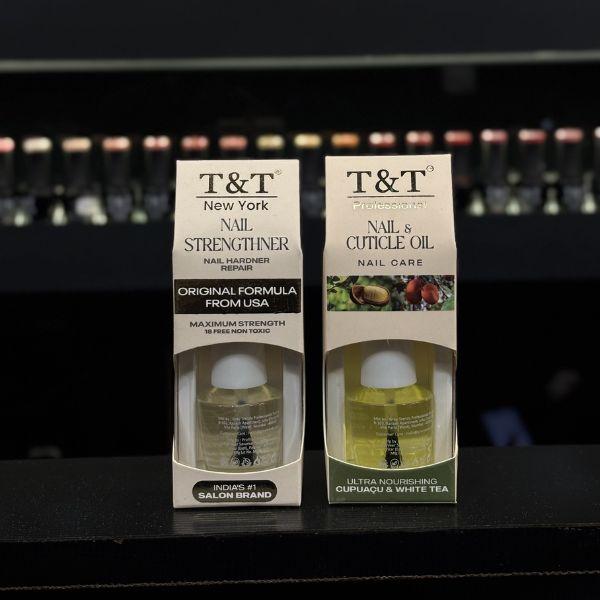 T&T®
New York
NAIL
STRENGTHNER
NAIL HARDNER
REPAIR
ORIGINAL FORMULA
FROM USA
MAXIMUM STRENGTH
18 FREE NON TOXIC
INDIA'S #1
SALON BRAND
T&T
Professional
NAIL &
CUTICLE OIL
NAIL CARE
ULTRA NOURISHING
CUPUAÇU & WHITE TEA